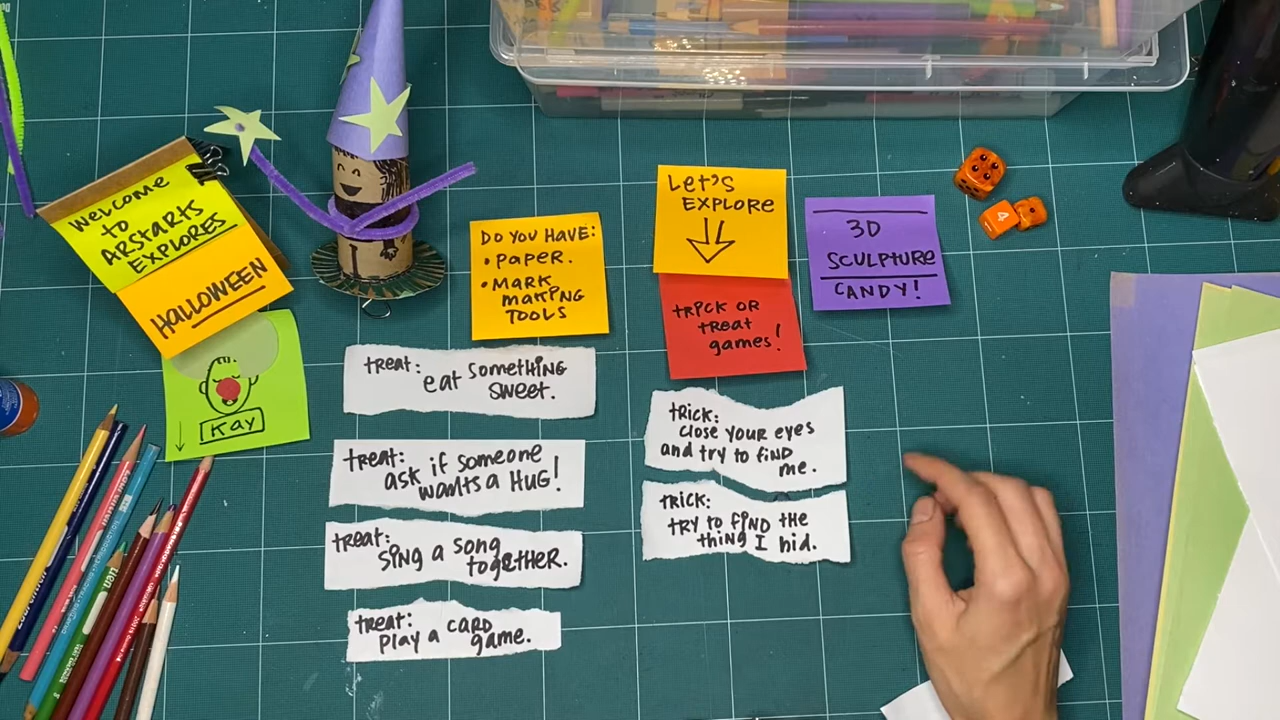 Welcome
to
ARSTARTS
EXPLORES
HALLOWEEN
Kay
DO YOU HAVE:
• PAPER.
• MARK
MAKING
TOOLS
LET'S
EXPLORE
TRICK OR
treat
games!
3D
SCULPTURE
CANDY!
treat:
eat something
sweet.
treat:
ask if someone
wants a HUG!
treat:
sing a song
together.
treat:
play a card
game.
tRICK:
close your eyes
and try to find
me.
tRICK:
try to find the
thing I hid.
4